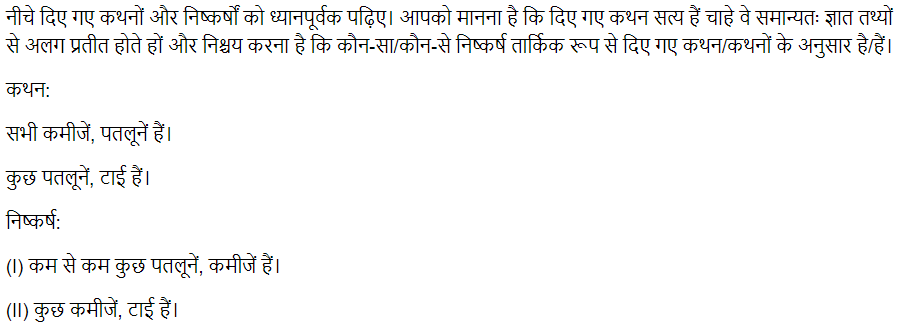 नीचे दिए गए कथनों और निष्कर्षों को ध्यानपूर्वक पढ़िए। आपको मानना है कि दिए गए कथन सत्य हैं चाहे वे समान्यतः ज्ञात तथ्यों
से अलग प्रतीत होते हों और निश्चय करना है कि कौन-सा/कौन-से निष्कर्ष तार्किक रूप से दिए गए कथन/कथनों के अनुसार है/हैं।
कथन:
सभी कमीजें, पतलूनें हैं।
कुछ पतलूनें, टाई हैं।
निष्कर्ष:
(I) कम से कम कुछ पतलूनें, कमीजें हैं।
(II) कुछ कमीजें, टाई हैं।